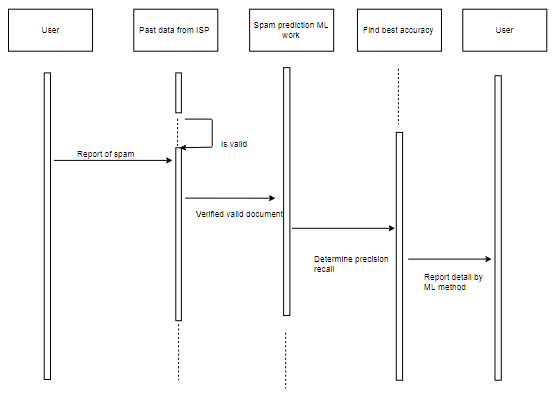 User
Past data from ISP
Spam prediction ML
work
Find best accuracy
User
Is valid
Report of spam
Verified valid document
Determine precision
recall
Report detail by
ML method